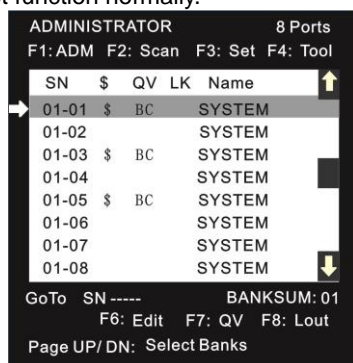 t function normally.
ADMINISTRATOR 8 Ports
F1: ADM F2: Scan F3: Set F4: Tool
SN $ QV LK Name
01-01 $ BC SYSTEM
01-02 SYSTEM
01-03 $ BC SYSTEM
01-04 SYSTEM
01-05 $ BC SYSTEM
01-06 SYSTEM
01-07 SYSTEM
01-08 SYSTEM
GoTo SN ----- BANKSUM: 01
F6: Edit F7: QV F8: Lout
Page UP/ DN: Select Banks